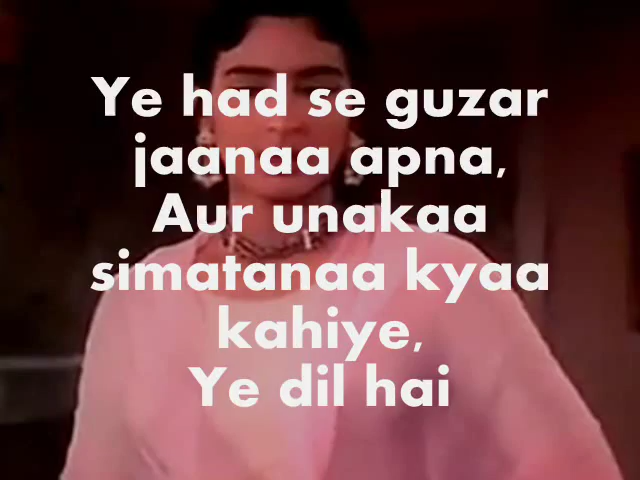 Ye had se guzar
jaanaa apna,
Aur unakaa
simatanaa kyaa
kahiye,
Ye dil hai